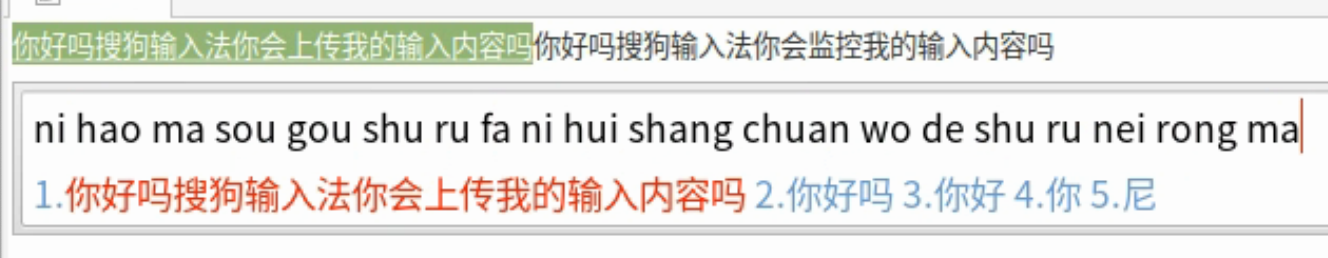 你好吗搜狗输入法你会上传我的输入内容吗你好吗搜狗输入法你会监控我的输入内容吗
ni hao ma sou gou shu ru fa ni hui shang chuan wo de shu ru nei rong ma
1.你好吗搜狗输入法你会上传我的输入内容吗 2.你好吗 3.你好 4.你 5.尼